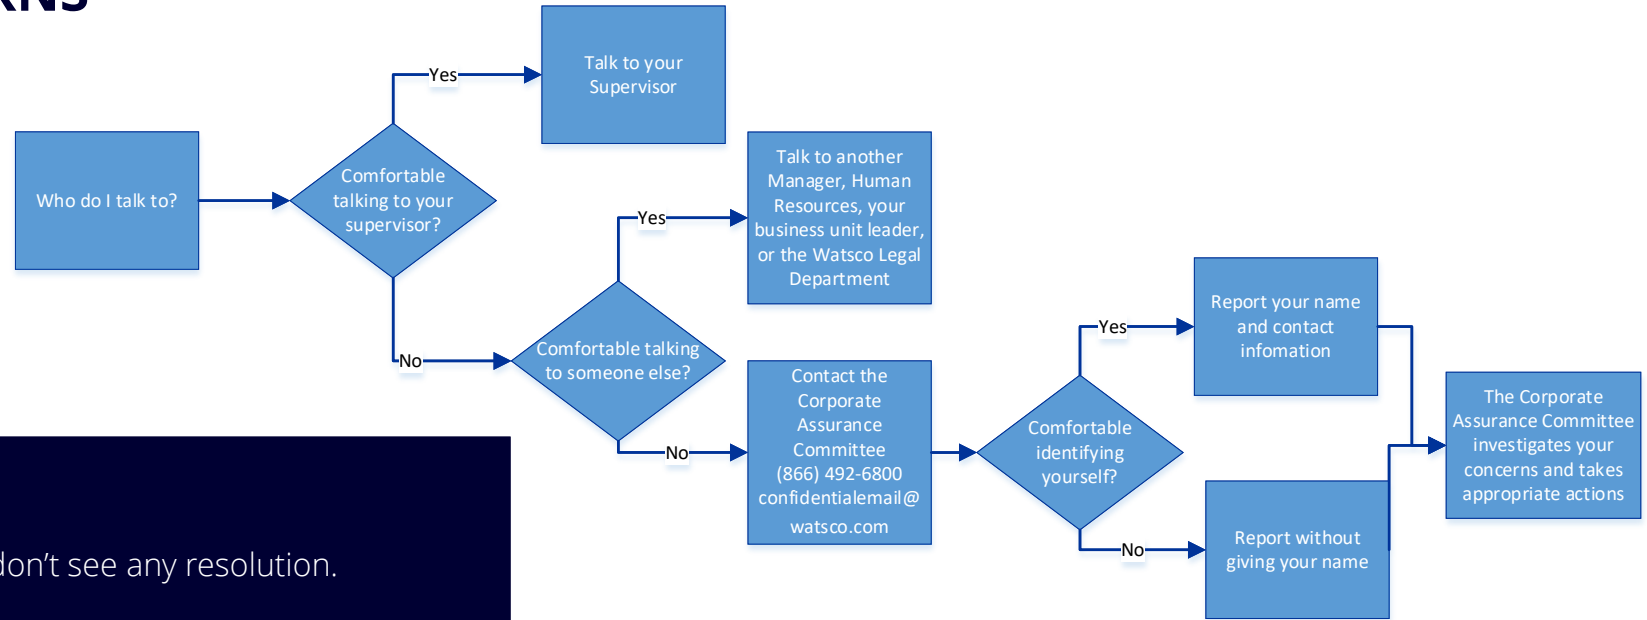 Who do I talk to?
Comfortable
talking to your
supervisor?
Yes
Talk to your
Supervisor
No
Comfortable talking
to someone else?
Yes
Talk to another
Manager, Human
Resources, your
business unit leader,
or the Watsco Legal
Department
No
Contact the
Corporate
Assurance
Committee
(866) 492-6800
confidentialemail@
watsco.com
Comfortable
identifying
yourself?
Yes
Report your name
and contact
infomation
No
Report without
giving your name
The Corporate
Assurance Committee
investigates your
concerns and takes
appropriate actions
don’t see any resolution.